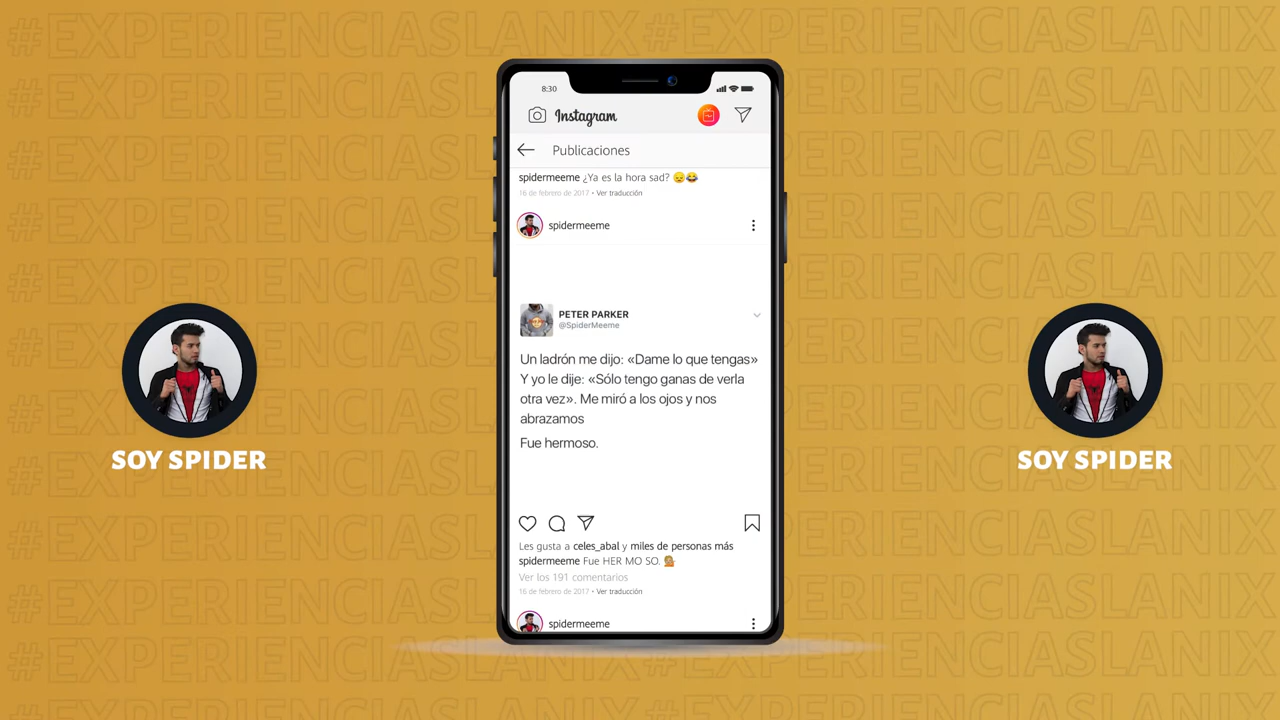 #EXPERIENCIASLANIX#EXPERIENCIASLANIX
8:30
Instagram
Publicaciones
spidermeeme ¿Ya es la hora sad? 😞😂
16 de febrero de 2017 • Ver traducción
spidermeeme
PETER PARKER
@SpiderMeeme
Un ladrón me dijo: «Dame lo que tengas»
Y yo le dije: «Sólo tengo ganas de verla
otra vez». Me miró a los ojos y nos
abrazamos
Fue hermoso.
Les gusta a celes_abal y miles de personas más
spidermeeme Fue HER MO SO. 💁🏼
Ver los 191 comentarios
16 de febrero de 2017 • Ver traducción
spidermeeme
SOY SPIDER
SOY SPIDER